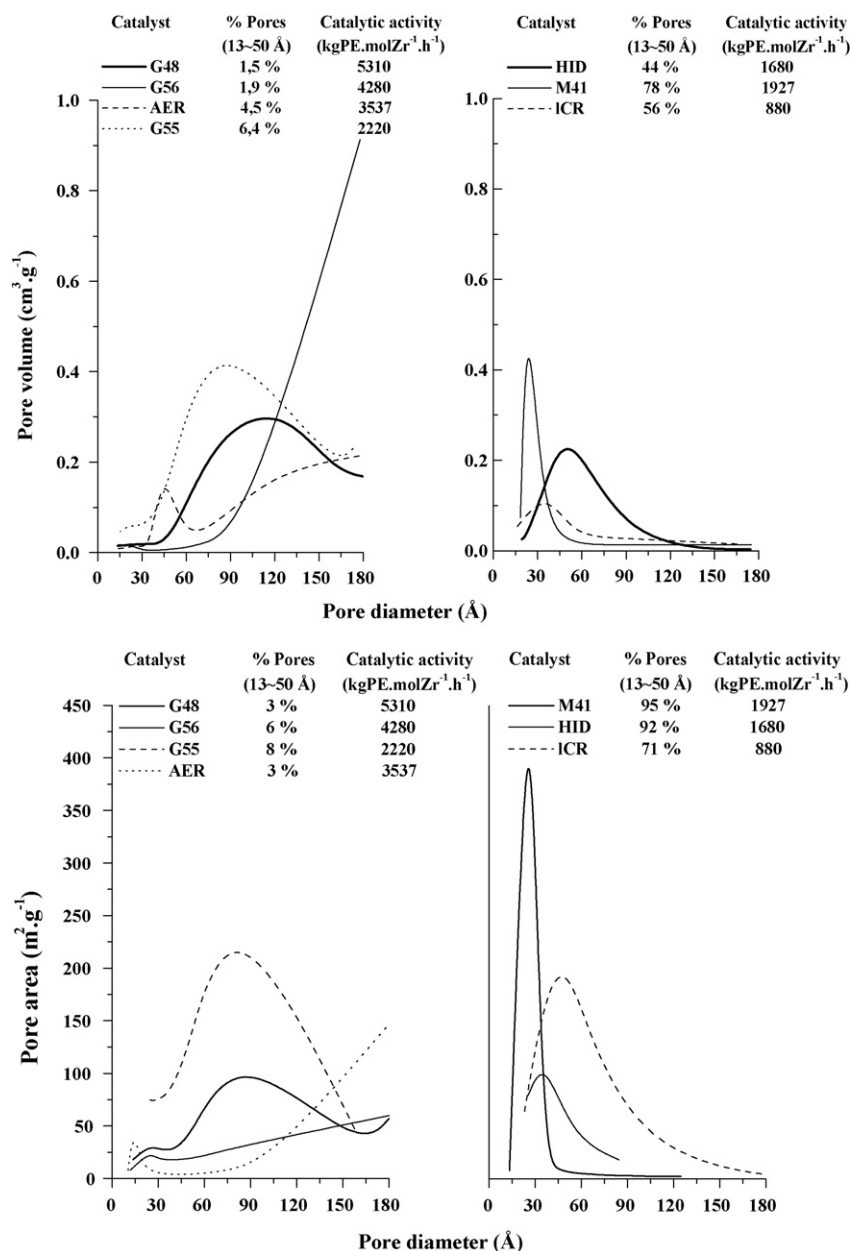 Catalyst % Pores Catalytic activity
(13~50 Å) (kgPE.molZr⁻¹.h⁻¹)
G48 1,5 % 5310
G56 1,9 % 4280
AER 4,5 % 3537
G55 6,4 % 2220
Catalyst % Pores Catalytic activity
(13~50 Å) (kgPE.molZr⁻¹.h⁻¹)
HID 44 % 1680
M41 78 % 1927
ICR 56 % 880
Pore volume (cm³.g⁻¹)
1.0
0.8
0.6
0.4
0.2
0.0
0 30 60 90 120 150 180
1.0
0.8
0.6
0.4
0.2
0.0
0 30 60 90 120 150 180
Pore diameter (Å)
Catalyst % Pores Catalytic activity
(13~50 Å) (kgPE.molZr⁻¹.h⁻¹)
G48 3 % 5310
G56 6 % 4280
G55 8 % 2220
AER 3 % 3537
Catalyst % Pores Catalytic activity
(13~50 Å) (kgPE.molZr⁻¹.h⁻¹)
M41 95 % 1927
HID 92 % 1680
ICR 71 % 880
Pore area (m².g⁻¹)
450
400
350
300
250
200
150
100
50
0
0 30 60 90 120 150 180
0 30 60 90 120 150 180
Pore diameter (Å)